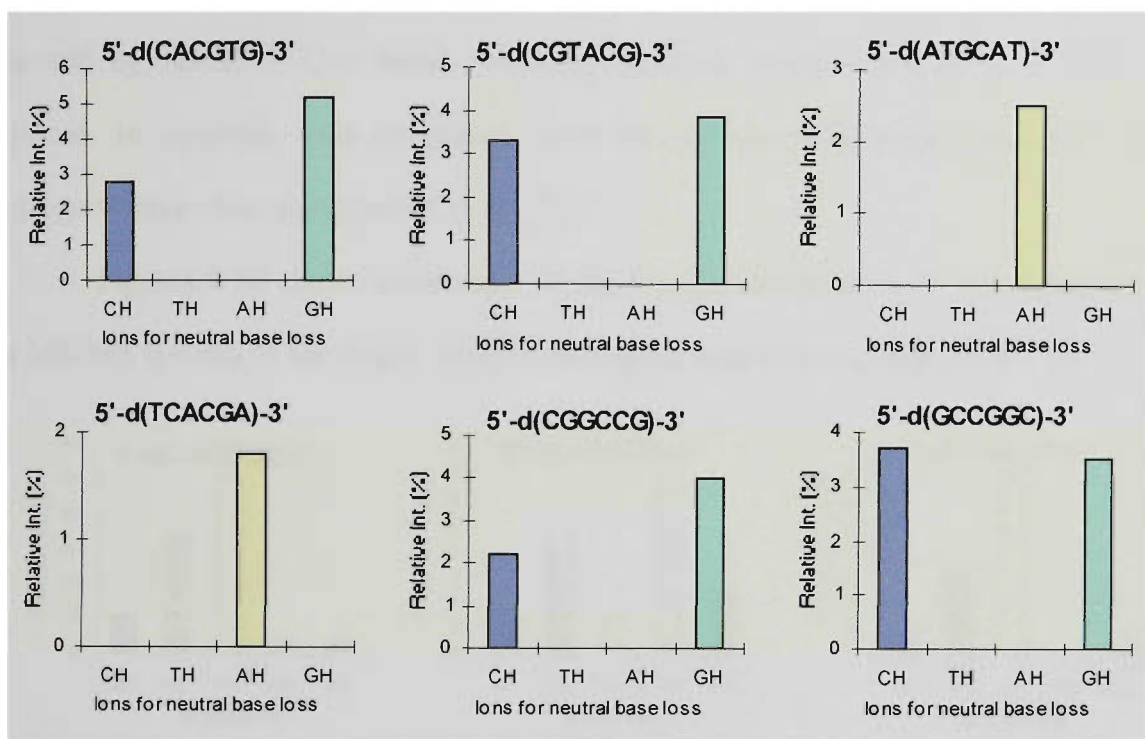 5'-d(CACGTG)-3'
Relative Int. (%)
6
5
4
3
2
1
0
CH TH AH GH
Ions for neutral base loss
5'-d(CGTACG)-3'
Relative Int. (%)
5
4
3
2
1
0
CH TH AH GH
Ions for neutral base loss
5'-d(ATGCAT)-3'
Relative Int. (%)
3
2
1
0
CH TH AH GH
Ions for neutral base loss
5'-d(TCACGA)-3'
Relative Int. (%)
2
1
0
CH TH AH GH
Ions for neutral base loss
5'-d(CGGCCG)-3'
Relative Int. (%)
5
4
3
2
1
0
CH TH AH GH
Ions for neutral base loss
5'-d(GCCGGC)-3'
Relative Int. (%)
4
3
2
1
0
CH TH AH GH
Ions for neutral base loss